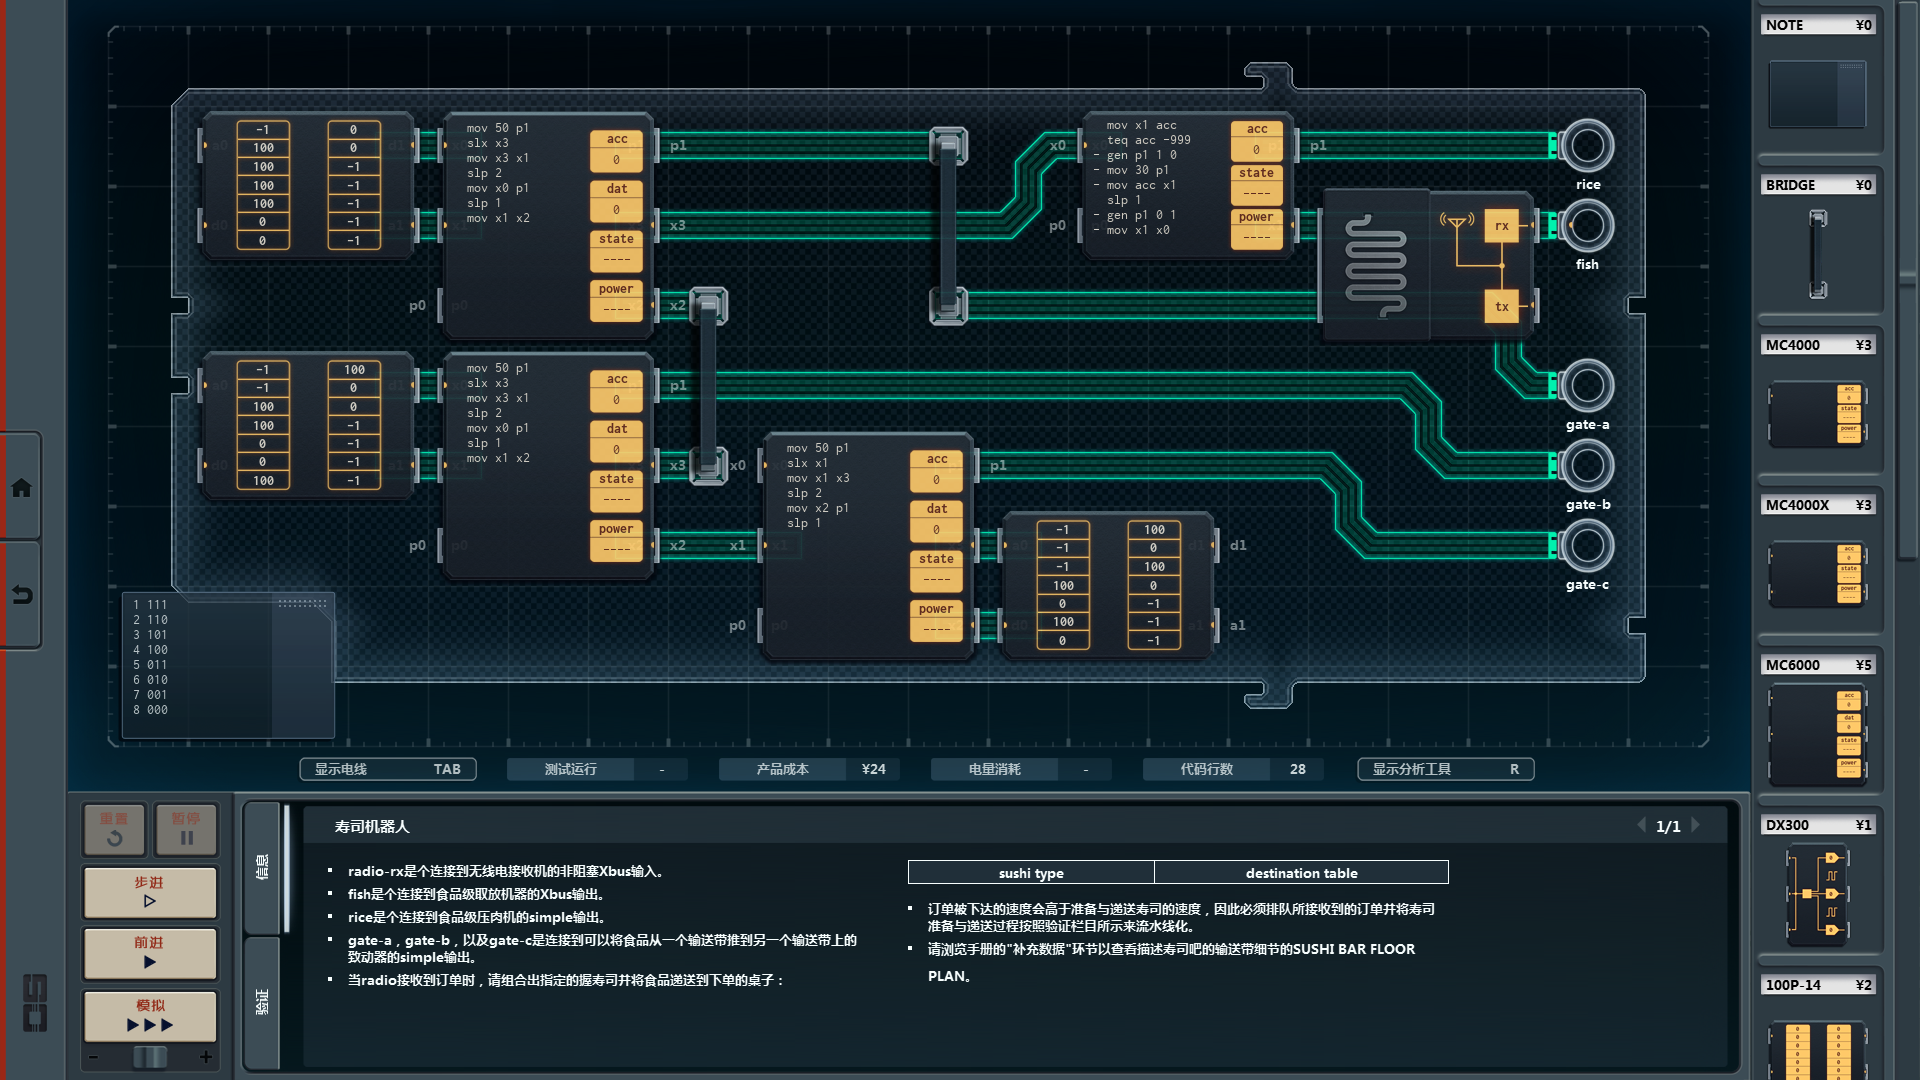 -1 0
100 0
100 -1
100 -1
100 -1
0 -1
0 -1
mov 50 p1
slx x3
mov x3 x1
slp 2
mov x0 p1
slp 1
mov x1 x2
acc
0
dat
0
state
----
power
----
p1
x3
x2
p0
x0
p0
mov x1 acc
teq acc -999
- gen p1 1 0
- mov 30 p1
- mov acc x1
slp 1
- gen p1 0 1
- mov x1 x0
acc
0
state
----
power
----
p1
rx
tx
rice
fish
gate-a
gate-b
gate-c
-1 100
-1 0
100 0
100 -1
0 -1
0 -1
100 -1
mov 50 p1
slx x3
mov x3 x1
slp 2
mov x0 p1
slp 1
mov x1 x2
acc
0
dat
0
state
----
power
----
p1
x3
x2
p0
x0
x1
p0
mov 50 p1
slx x1
mov x1 x3
slp 2
mov x2 p1
slp 1
acc
0
dat
0
state
----
power
----
p1
-1 100
-1 0
-1 100
100 0
0 -1
100 -1
0 -1
d1
a1
1 111
2 110
3 101
4 100
5 011
6 010
7 001
8 000
显示电线 TAB
测试运行 -
产品成本 ¥24
电量消耗 -
代码行数 28
显示分析工具 R
重置
暂停
步进
前进
模拟
- +
信息
验证
寿司机器人
1/1
radio-rx是个连接到无线电接收机的非阻塞Xbus输入。
fish是个连接到食品级取放机器的Xbus输出。
rice是个连接到食品级压肉机的simple输出。
gate-a，gate-b，以及gate-c是连接到可以将食品从一个输送带推到另一个输送带上的
致动器的simple输出。
当radio接收到订单时，请组合出指定的握寿司并将食品递送到下单的桌子：
sushi type destination table
订单被下达的速度会高于准备与递送寿司的速度，因此必须排队所接收到的订单并将寿司
准备与递送过程按照验证栏目所示来流水线化。
请浏览手册的"补充数据"环节以查看描述寿司吧的输送带细节的SUSHI BAR FLOOR
PLAN。
NOTE ¥0
BRIDGE ¥0
MC4000 ¥3
acc
0
state
power
MC4000X ¥3
acc
0
state
power
MC6000 ¥5
acc
0
dat
0
state
power
DX300 ¥1
100P-14 ¥2
0 0
0 0
0 0